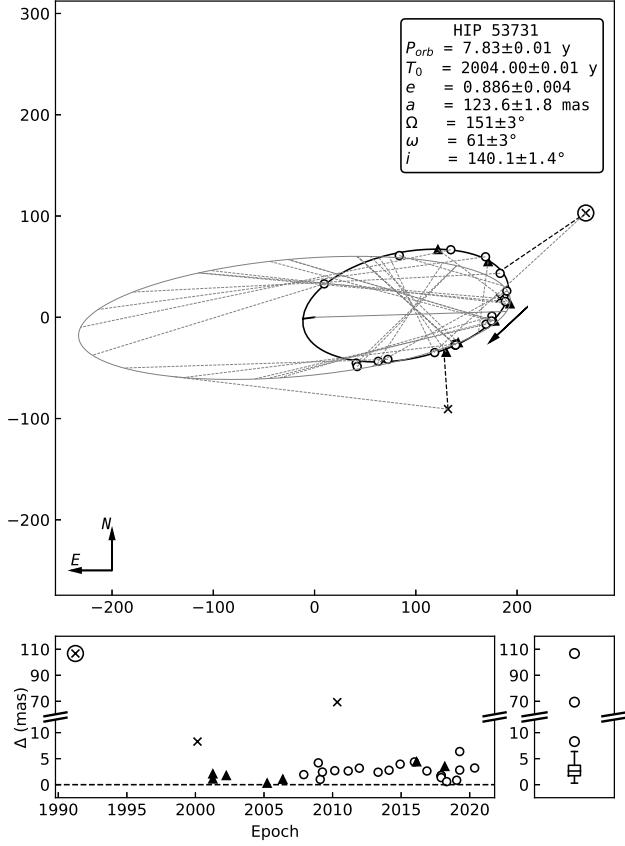 300
200
100
0
−100
−200
−200
−100
0
100
200
HIP 53731
Porb = 7.83±0.01 y
T0 = 2004.00±0.01 y
e = 0.886±0.004
a = 123.6±1.8 mas
Ω = 151±3°
ω = 61±3°
i = 140.1±1.4°
N
E
Δ (mas)
110
90
70
10
5
0
1990
1995
2000
2005
2010
2015
2020
Epoch
110
90
70
10
5
0